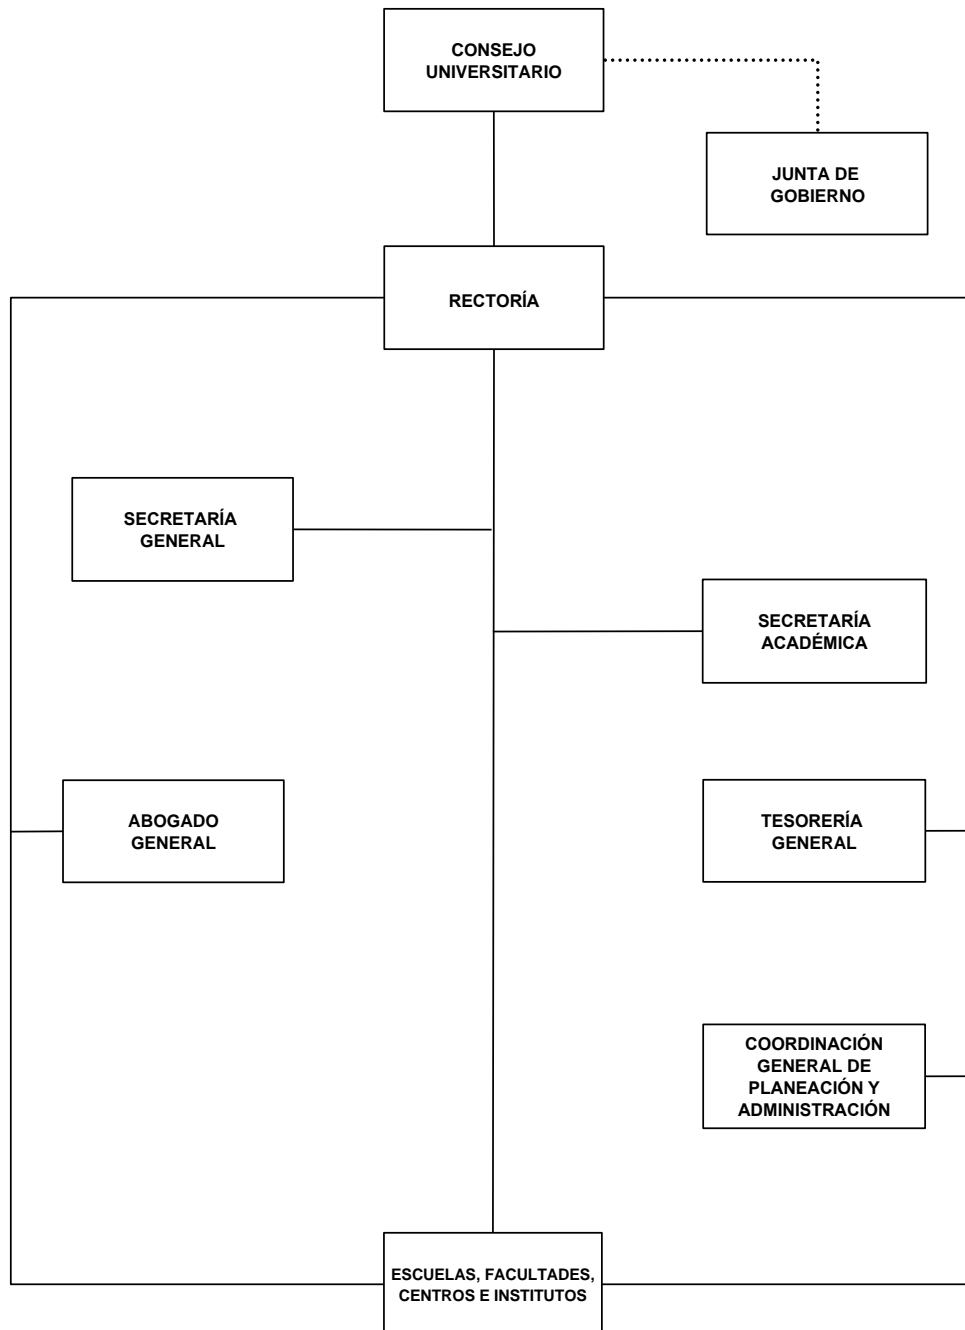 CONSEJO
UNIVERSITARIO
JUNTA DE
GOBIERNO
RECTORÍA
SECRETARÍA
GENERAL
SECRETARÍA
ACADÉMICA
ABOGADO
GENERAL
TESORERÍA
GENERAL
COORDINACIÓN
GENERAL DE
PLANEACIÓN Y
ADMINISTRACIÓN
ESCUELAS, FACULTADES,
CENTROS E INSTITUTOS